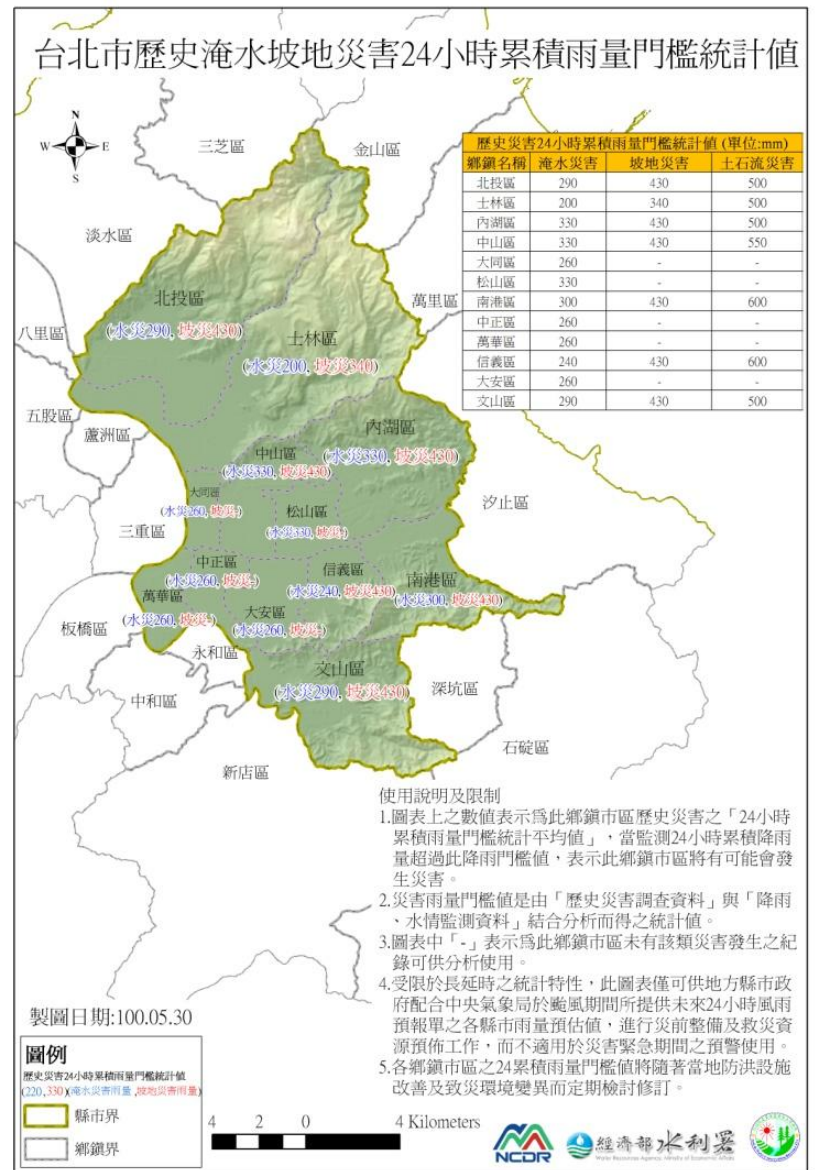 台北市歷史淹水坡地災害24小時累積雨量門檻統計值
N
W
E
S
三芝區
金山區
淡水區
萬里區
八里區
五股區
蘆洲區
三重區
汐止區
板橋區
永和區
中和區
深坑區
石碇區
新店區
歷史災害24小時累積雨量門檻統計值 (單位:mm)
鄉鎮名稱 淹水災害 坡地災害 土石流災害
北投區 290 430 500
士林區 200 340 500
內湖區 330 430 500
中山區 330 430 550
大同區 260 - -
松山區 330 - -
南港區 300 430 600
中正區 260 - -
萬華區 260 - -
信義區 240 430 600
大安區 260 - -
文山區 290 430 500
北投區
(水災290, 坡災430)
士林區
(水災200, 坡災340)
內湖區
(水災330, 坡災430)
中山區
(水災330, 坡災430)
大同區
(水災260, 坡災-)
松山區
(水災330, 坡災-)
中正區
(水災260, 坡災-)
信義區
(水災240, 坡災430)
南港區
(水災300, 坡災430)
萬華區
(水災260, 坡災-)
大安區
(水災260, 坡災-)
文山區
(水災290, 坡災430)
使用說明及限制
1.圖表上之數值表示為此鄉鎮市區歷史災害之「24小時
累積雨量門檻統計平均值」，當監測24小時累積降雨
量超過此降雨門檻值，表示此鄉鎮市區將有可能會發
生災害。
2.災害雨量門檻值是由「歷史災害調查資料」與「降雨
、水情監測資料」結合分析而得之統計值。
3.圖表中「-」表示為此鄉鎮市區未有該類災害發生之紀
錄可供分析使用。
4.受限於長延時之統計特性，此圖表僅可供地方縣市政
府配合中央氣象局於颱風期間所提供未來24小時風雨
預報單之各縣市雨量預估值，進行災前整備及救災資
源預佈工作，而不適用於災害緊急期間之預警使用。
5.各鄉鎮市區之24累積雨量門檻值將隨著當地防洪設施
改善及致災環境變異而定期檢討修訂。
製圖日期:100.05.30
圖例
歷史災害24小時累積雨量門檻統計值
(220,330)(淹水災害雨量,坡地災害雨量)
縣市界
鄉鎮界
4 2 0 4 Kilometers
NCDR
經濟部水利署
Water Resources Agency, Ministry of Economic Affairs